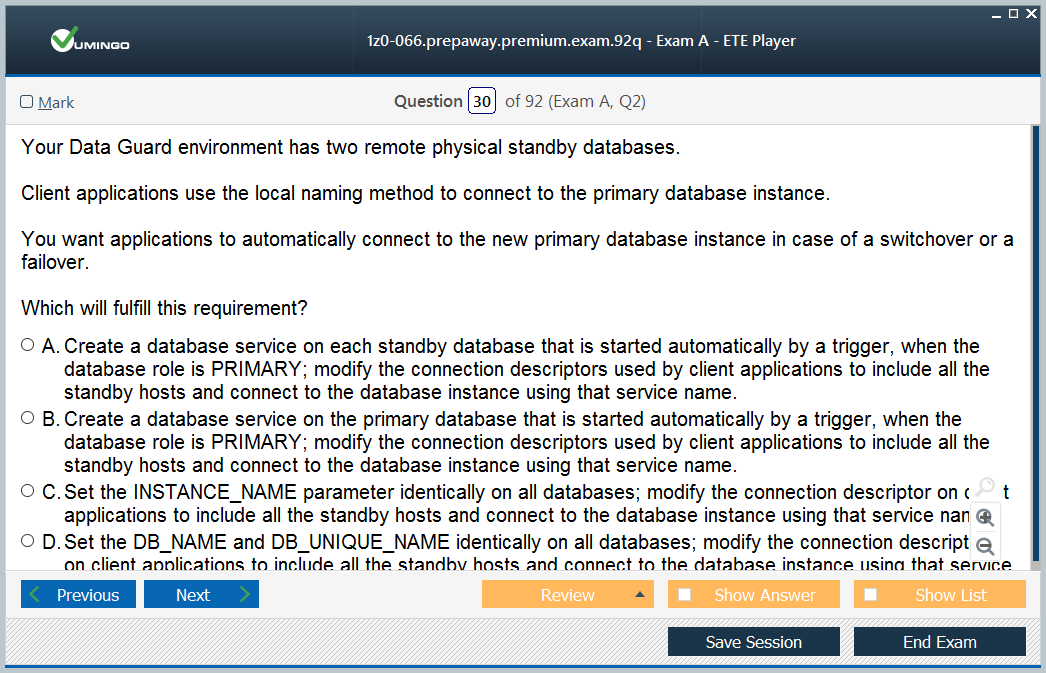 VUMINGO
1z0-066.prepaway.premium.exam.92q - Exam A - ETE Player
Mark
Question 30 of 92 (Exam A, Q2)
Your Data Guard environment has two remote physical standby databases.
Client applications use the local naming method to connect to the primary database instance.
You want applications to automatically connect to the new primary database instance in case of a switchover or a
failover.
Which will fulfill this requirement?
A. Create a database service on each standby database that is started automatically by a trigger, when the
database role is PRIMARY; modify the connection descriptors used by client applications to include all the
standby hosts and connect to the database instance using that service name.
B. Create a database service on the primary database that is started automatically by a trigger, when the
database role is PRIMARY; modify the connection descriptors used by client applications to include all the
standby hosts and connect to the database instance using that service name.
C. Set the INSTANCE_NAME parameter identically on all databases; modify the connection descriptor on c t
applications to include all the standby hosts and connect to the database instance using that service nan
D. Set the DB_NAME and DB_UNIQUE_NAME identically on all databases; modify the connection descript
on client applications to include all the standby hosts and connect to the database instance using that service
Previous
Next
Review
Show Answer
Show List
Save Session
End Exam